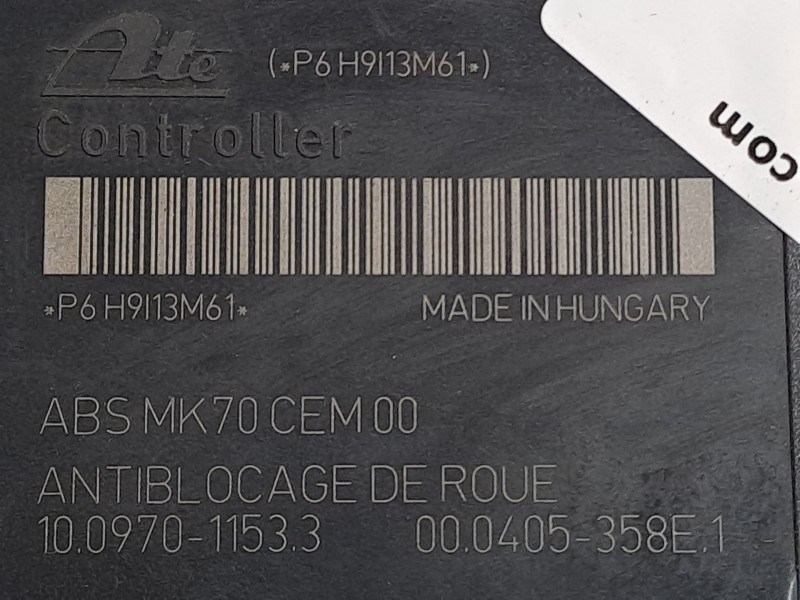 Ate (*P6 H9I13M61*)
Controller
com
*P6 H9I13M61* MADE IN HUNGARY
ABS MK70 CEM 00
ANTIBLOCAGE DE ROUE
10.0970-1153.3 00.0405-358E.1